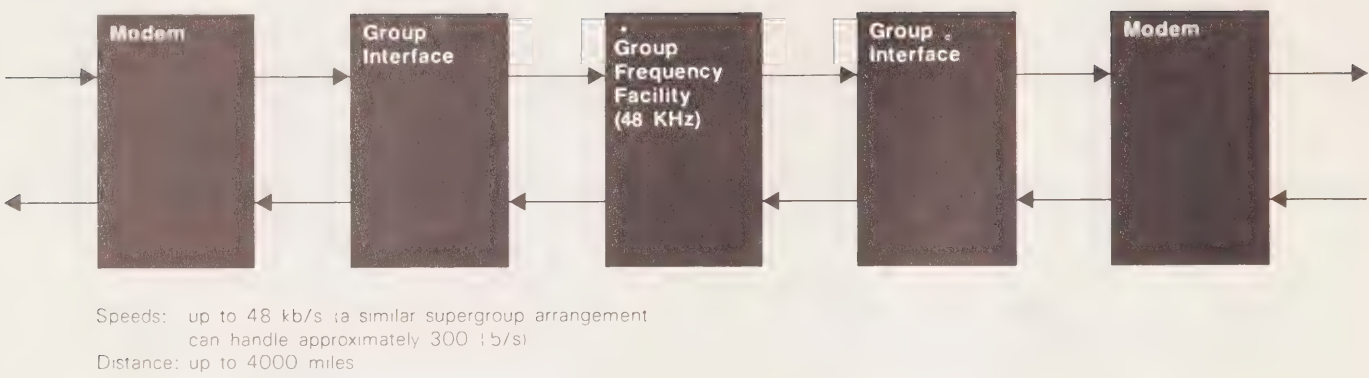 Modem
Group
Interface
Group
Frequency
Facility
(48 KHz)
Group
Interface
Modem
Speeds: up to 48 kb/s (a similar supergroup arrangement
can handle approximately 300
Distance: up to 4000 miles